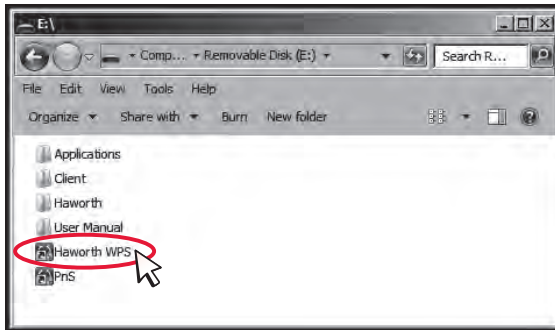 E:\
Comp... Removable Disk (E:) Search R...
File Edit View Tools Help
Organize Share with Burn New folder
Applications
Client
Haworth
User Manual
Haworth WPS
PnS